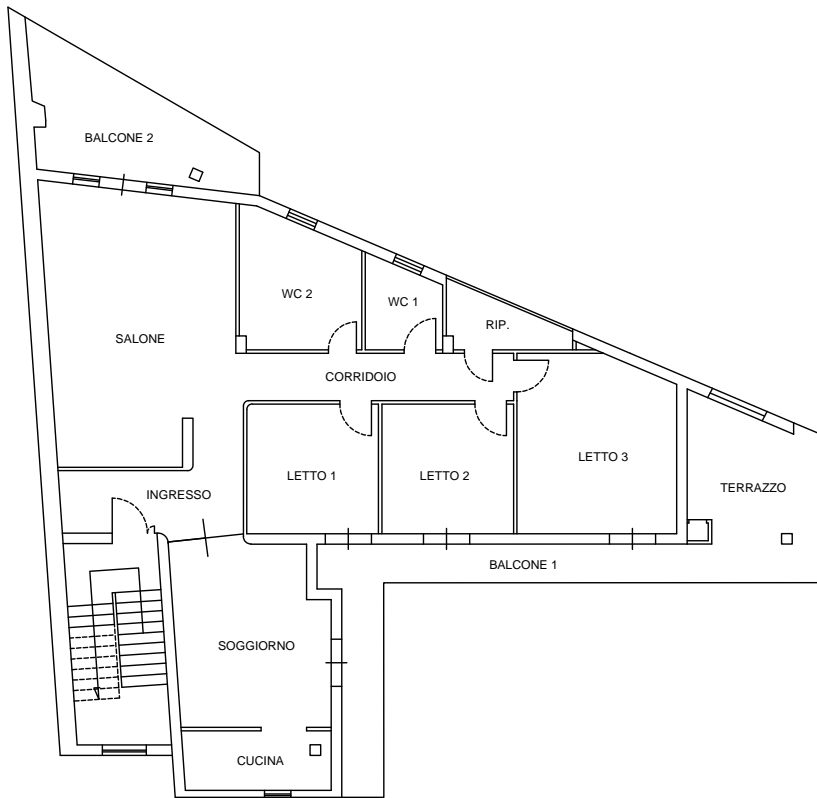 BALCONE 2
WC 2
WC 1
RIP.
SALONE
CORRIDOIO
LETTO 3
LETTO 1
LETTO 2
TERRAZZO
INGRESSO
BALCONE 1
SOGGIORNO
CUCINA